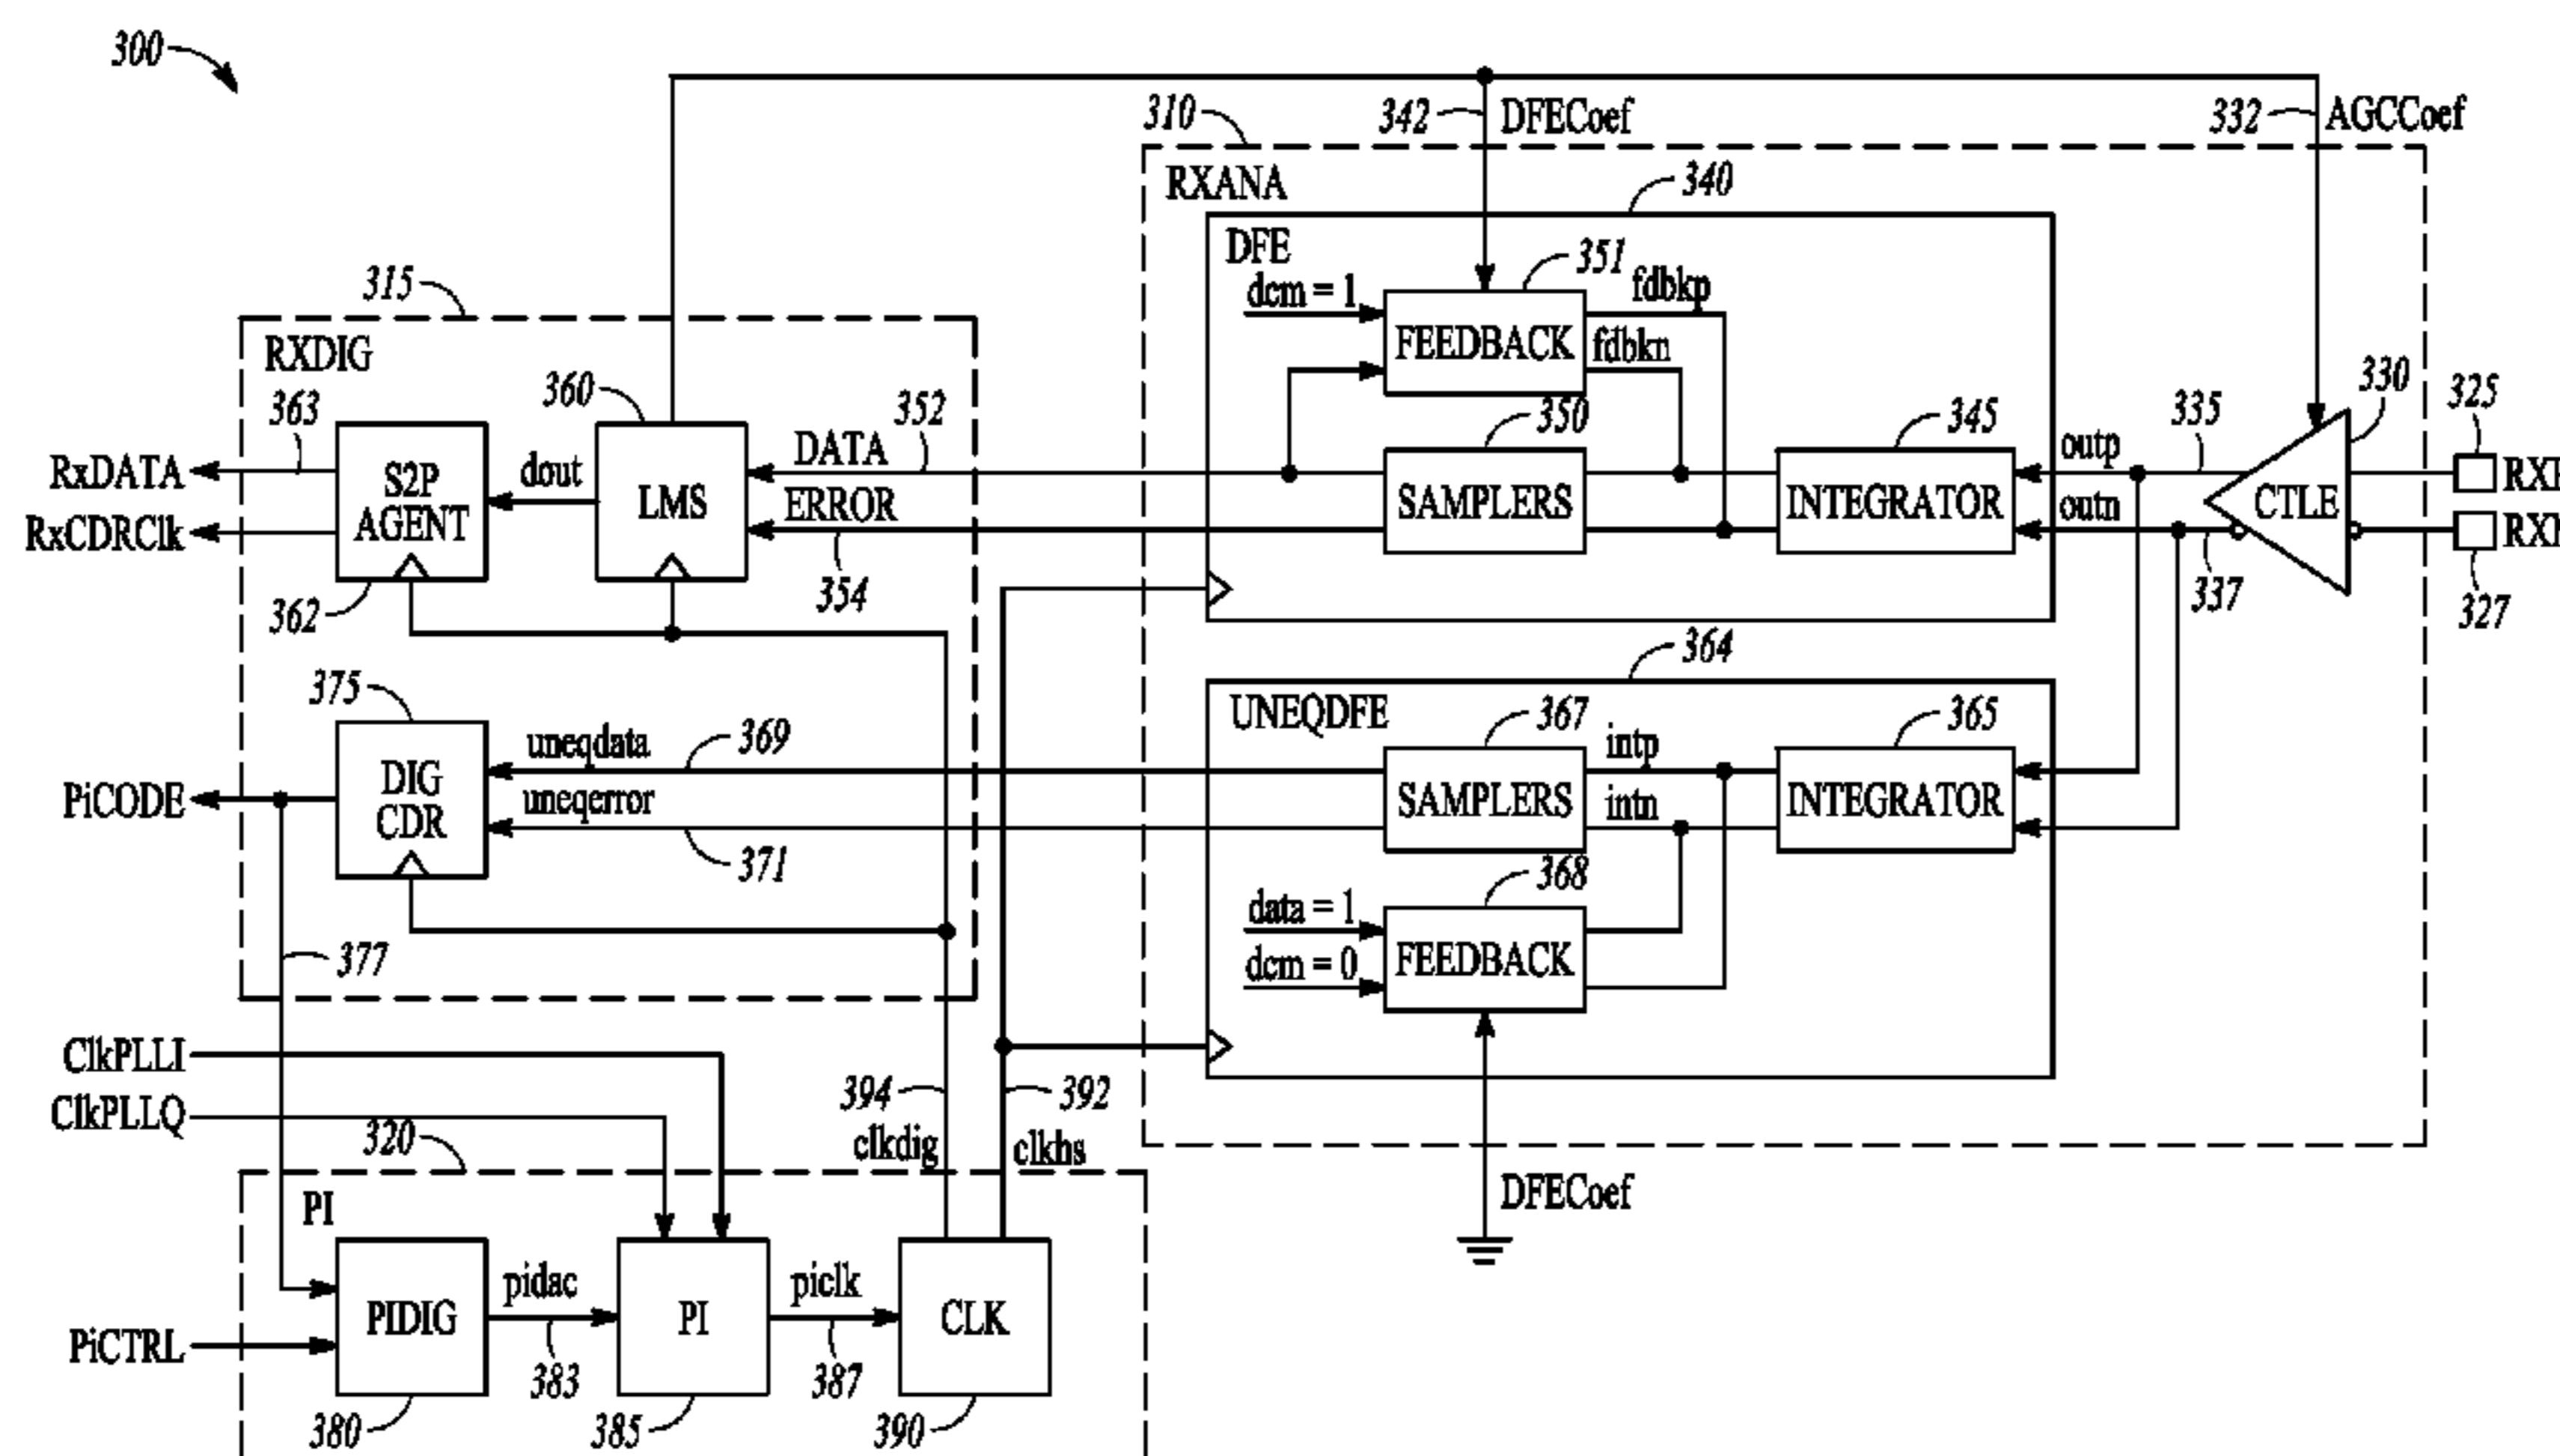 300
310
342
DFECoef
332
AGCCoef
RXANA
340
DFE
351
dcm = 1
fdbkp
FEEDBACK
fdbkn
315
RXDIG
360
352
350
345
335
330
325
363
RxDATA
S2P
AGENT
dout
LMS
DATA
ERROR
SAMPLERS
INTEGRATOR
outp
outn
CTLE
RxCDRClk
362
354
337
327
364
375
UNEQDFE
367
365
uneqdata
369
intp
DIG
CDR
PiCODE
uneqerror
SAMPLERS
intn
INTEGRATOR
371
368
data = 1
377
dcm = 0
FEEDBACK
ClkPLLI
ClkPLLQ
394
392
320
clkdig
clkhs
DFECoef
PI
pidac
piclk
PIDIG
PI
CLK
PiCTRL
383
387
380
385
390